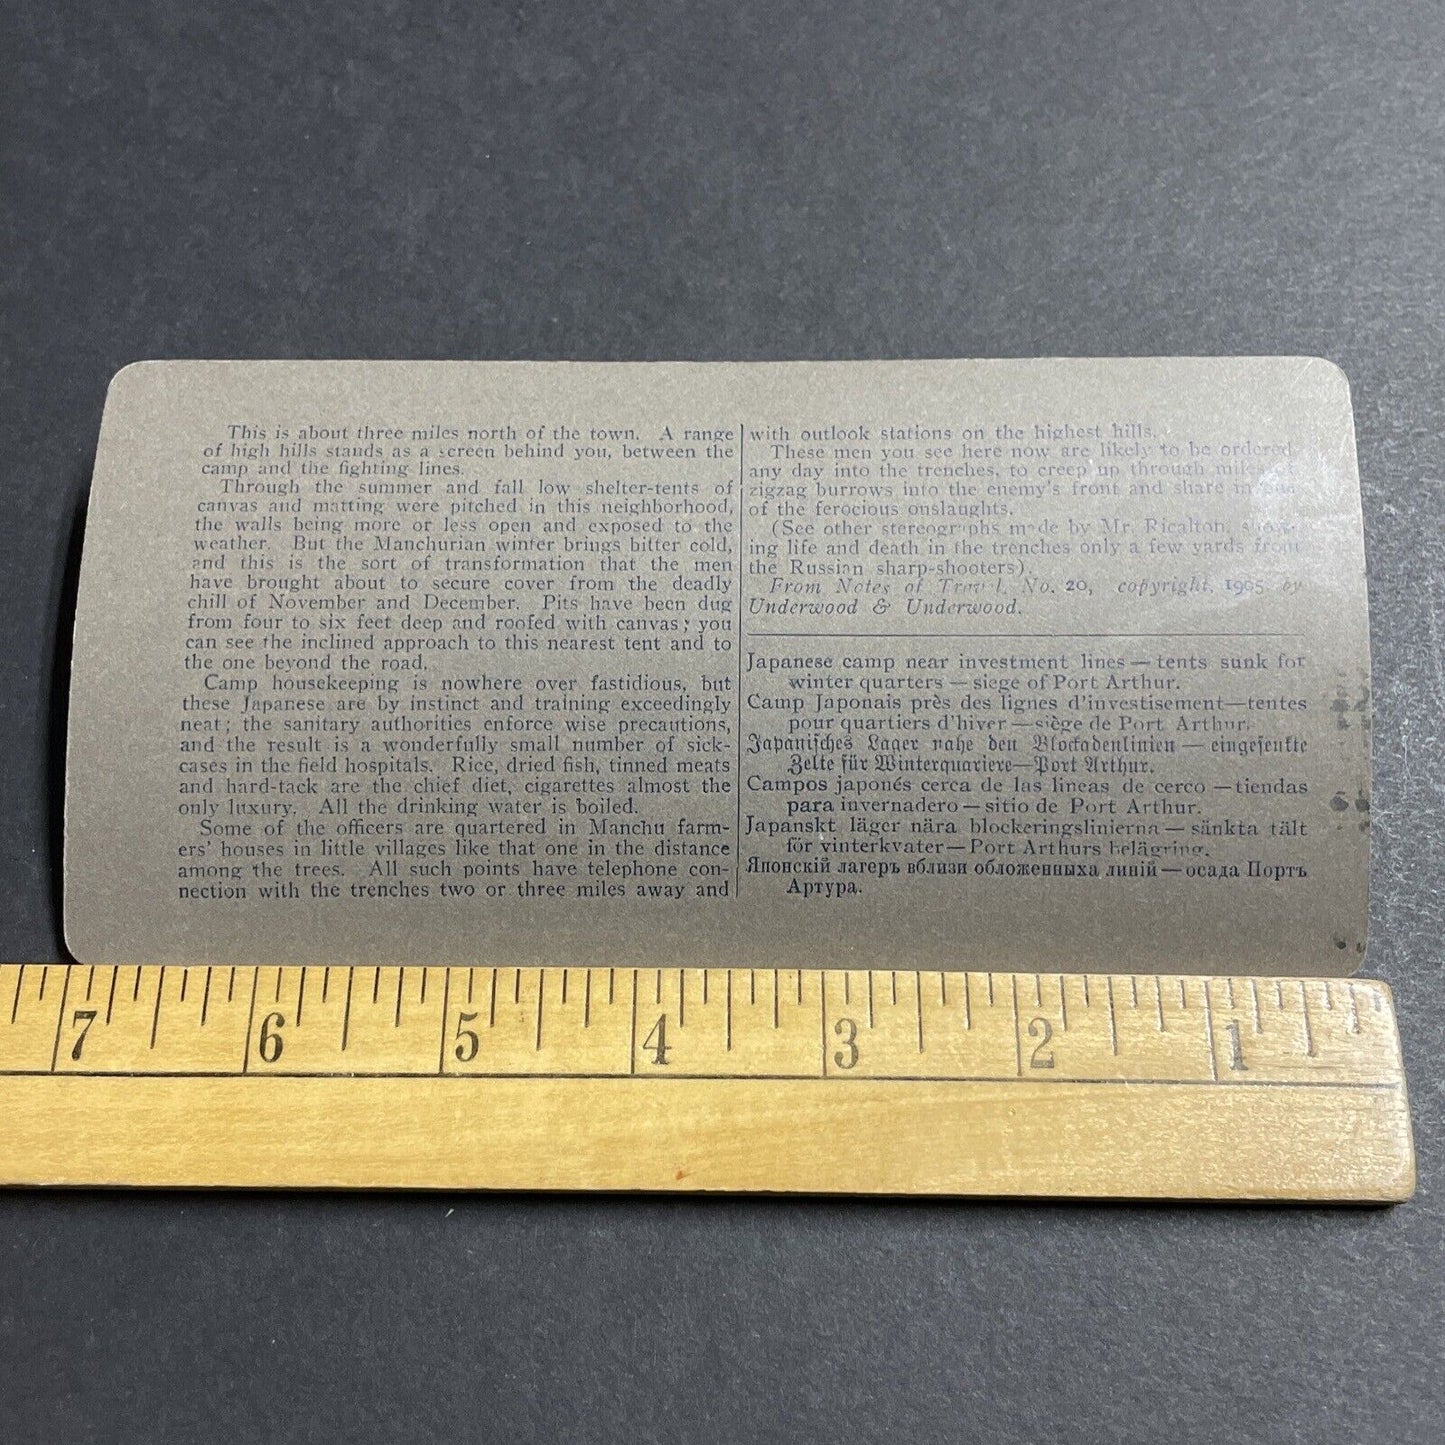 This is about three miles north of the town. A range
of high hills stands as a screen behind you, between the
camp and the fighting lines.
Through the summer and fall low shelter-tents of
canvas and matting were pitched in this neighborhood,
the walls being more or less open and exposed to the
weather. But the Manchurian winter brings bitter cold,
and this is the sort of transformation that the men
have brought about to secure cover from the deadly
chill of November and December. Pits have been dug
from four to six feet deep and roofed with canvas; you
can see the inclined approach to this nearest tent and to
the one beyond the road.
Camp housekeeping is nowhere over fastidious, but
these Japanese are by instinct and training exceedingly
neat; the sanitary authorities enforce wise precautions,
and the result is a wonderfully small number of sick-
cases in the field hospitals. Rice, dried fish, tinned meats
and hard-tack are the chief diet, cigarettes almost the
only luxury. All the drinking water is boiled.
Some of the officers are quartered in Manchu farm-
ers' houses in little villages like that one in the distance
among the trees. All such points have telephone con-
nection with the trenches two or three miles away and
with outlook stations on the highest hills.
These men you see here now are likely to be ordered
any day into the trenches, to creep up through miles of
zigzag burrows into the enemy's front and share in
of the ferocious onslaughts.
(See other stereographs made by Mr. Ricalton, show-
ing life and death in the trenches only a few yards from
the Russian sharp-shooters).
From Notes of Travel, No. 20, copyright, 1905 by
Underwood & Underwood.
Japanese camp near investment lines — tents sunk for
winter quarters — siege of Port Arthur.
Camp Japonais près des lignes d'investisement — tentes
pour quartiers d'hiver — siège de Port Arthur.
Japanisches Lager nahe den Blockadenlinien — eingesenkte
Zelte für Winterquartiere — Port Arthur.
Campos japonés cerca de las lineas de cerco — tiendas
para invernadero — sitio de Port Arthur.
Japanskt läger nära blockeringslinierna — sänkta tält
för vinterkvater — Port Arthurs belägring.
Японскій лагерь вблизи обложенныха линій — осада Портъ
Артура.
7 6 5 4 3 2 1